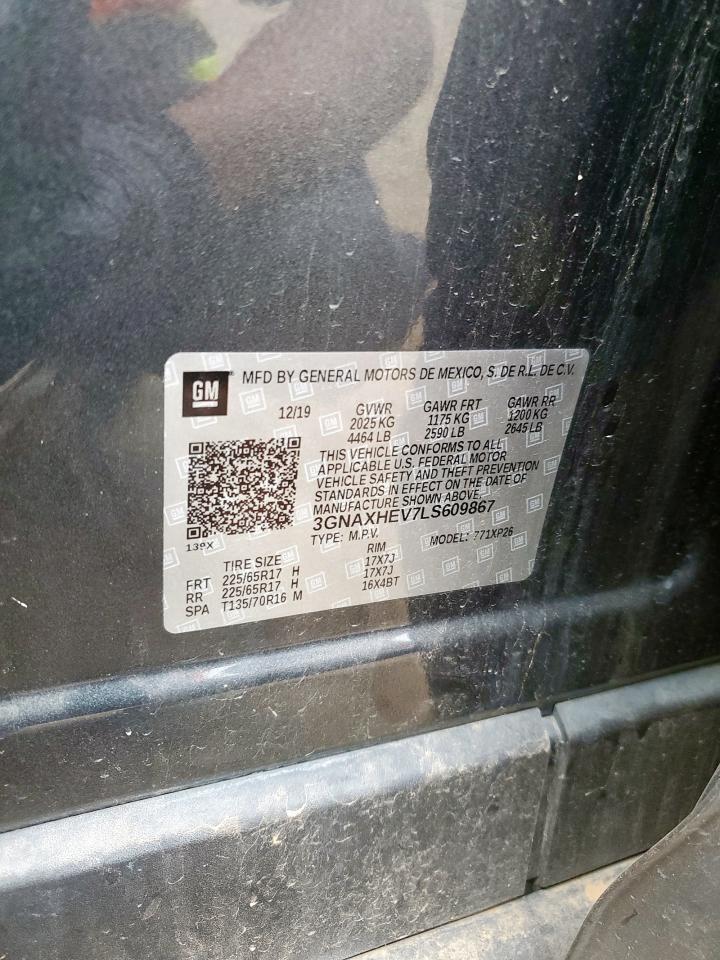 GM MFD BY GENERAL MOTORS DE MEXICO, S. DE R.L. DE C.V.
12/19 GVWR GAWR FRT GAWR RR
2025 KG 1175 KG 1200 KG
4464 LB 2590 LB 2645 LB
THIS VEHICLE CONFORMS TO ALL
APPLICABLE U.S. FEDERAL MOTOR
VEHICLE SAFETY AND THEFT PREVENTION
STANDARDS IN EFFECT ON THE DATE OF
MANUFACTURE SHOWN ABOVE.
3GNAXHEV7LS609867
139X TYPE: M.P.V. MODEL: 771XP26
TIRE SIZE RIM
FRT 225/65R17 H 17X7J
RR 225/65R17 H 17X7J
SPA T135/70R16 M 16X4BT